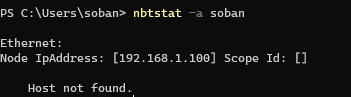 PS C:\Users\soban> nbtstat -a soban
Ethernet:
Node IpAddress: [192.168.1.100] Scope Id: []
Host not found.